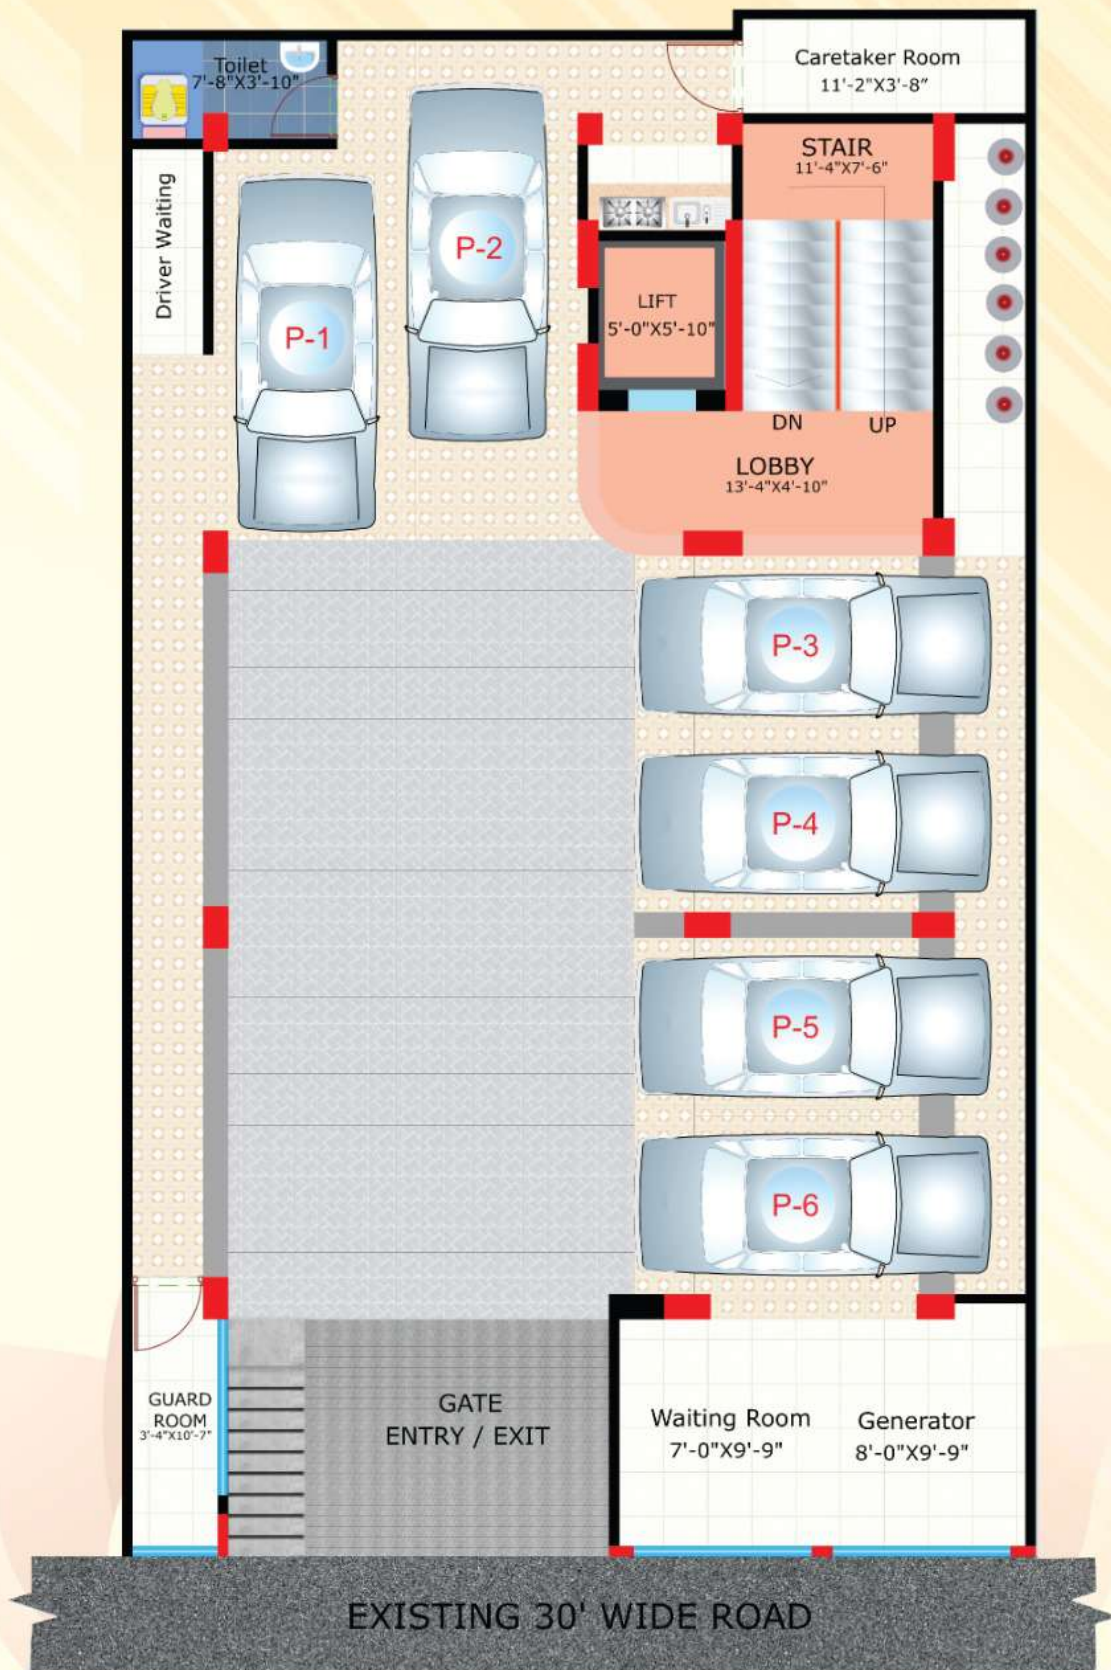 Toilet
7'-8"X3'-10"
Caretaker Room
11'-2"X3'-8"
Driver Waiting
STAIR
11'-4"X7'-6"
P-2
P-1
LIFT
5'-0"X5'-10"
DN
UP
LOBBY
13'-4"X4'-10"
P-3
P-4
P-5
P-6
GUARD
ROOM
3'-4"X10'-7"
GATE
ENTRY / EXIT
Waiting Room
7'-0"X9'-9"
Generator
8'-0"X9'-9"
EXISTING 30' WIDE ROAD